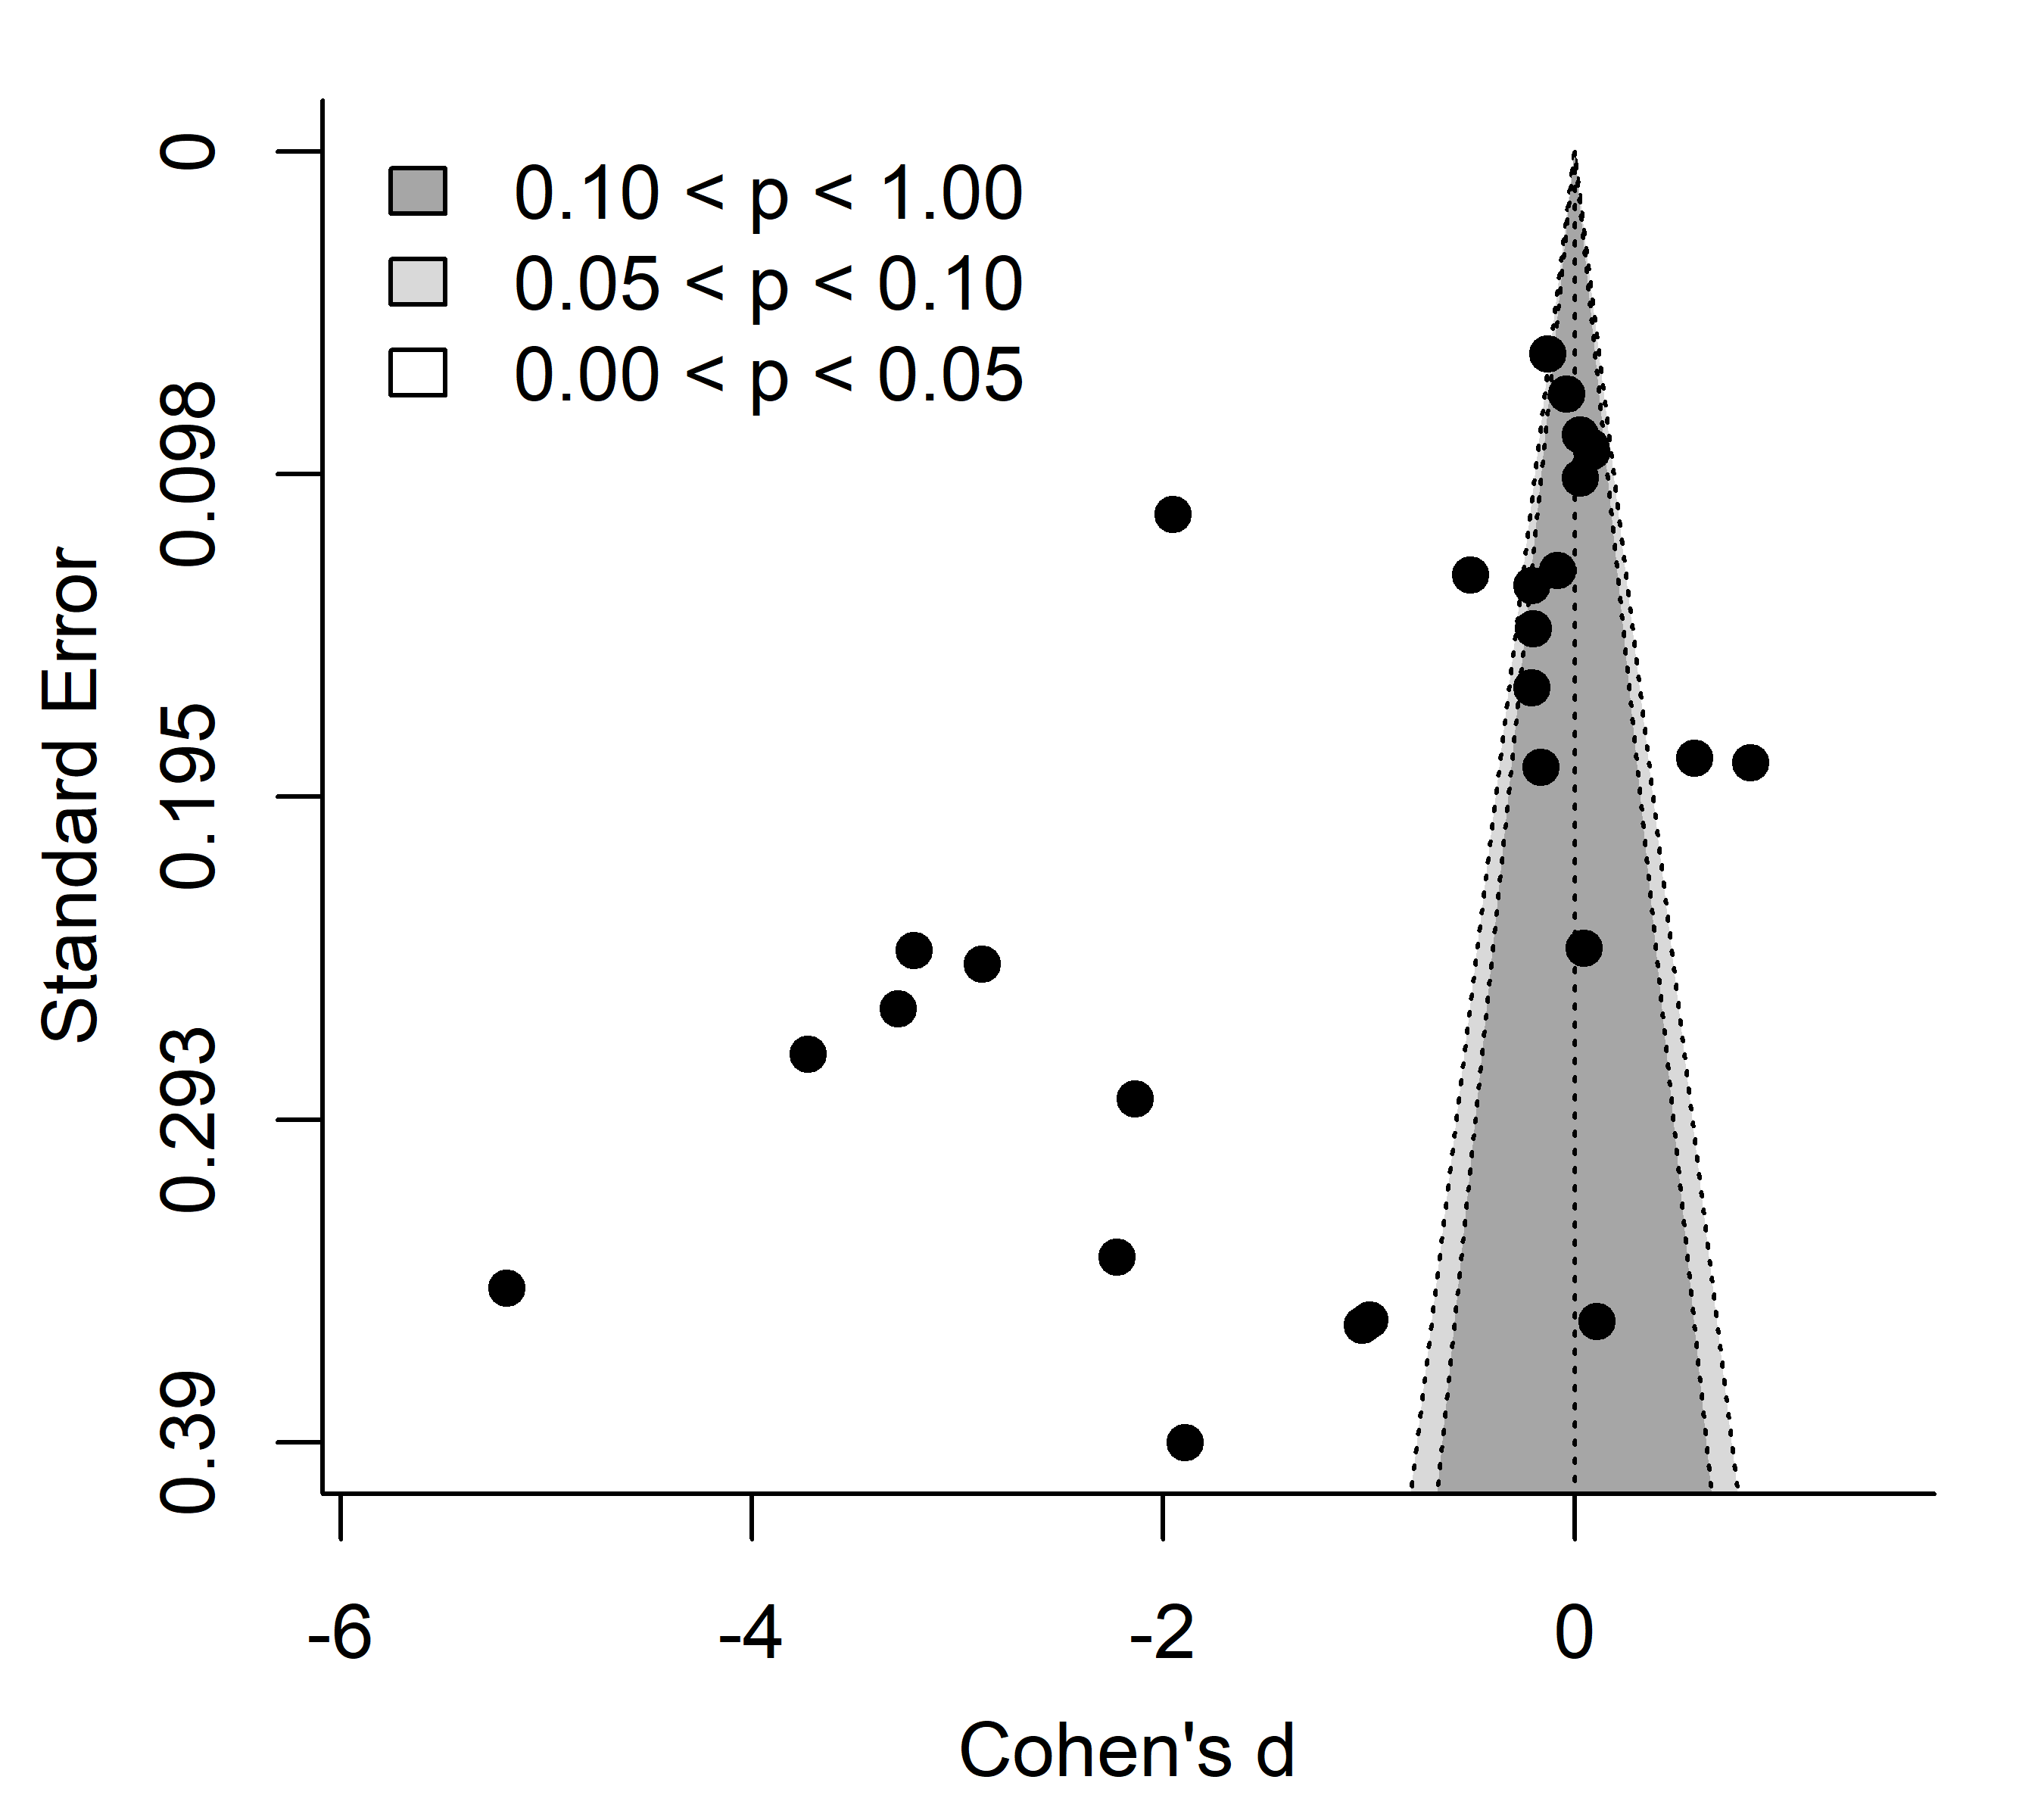 0.10 < p < 1.00
0.05 < p < 0.10
0.00 < p < 0.05
Standard Error
0
0.098
0.195
0.293
0.39
-6
-4
-2
0
Cohen's d